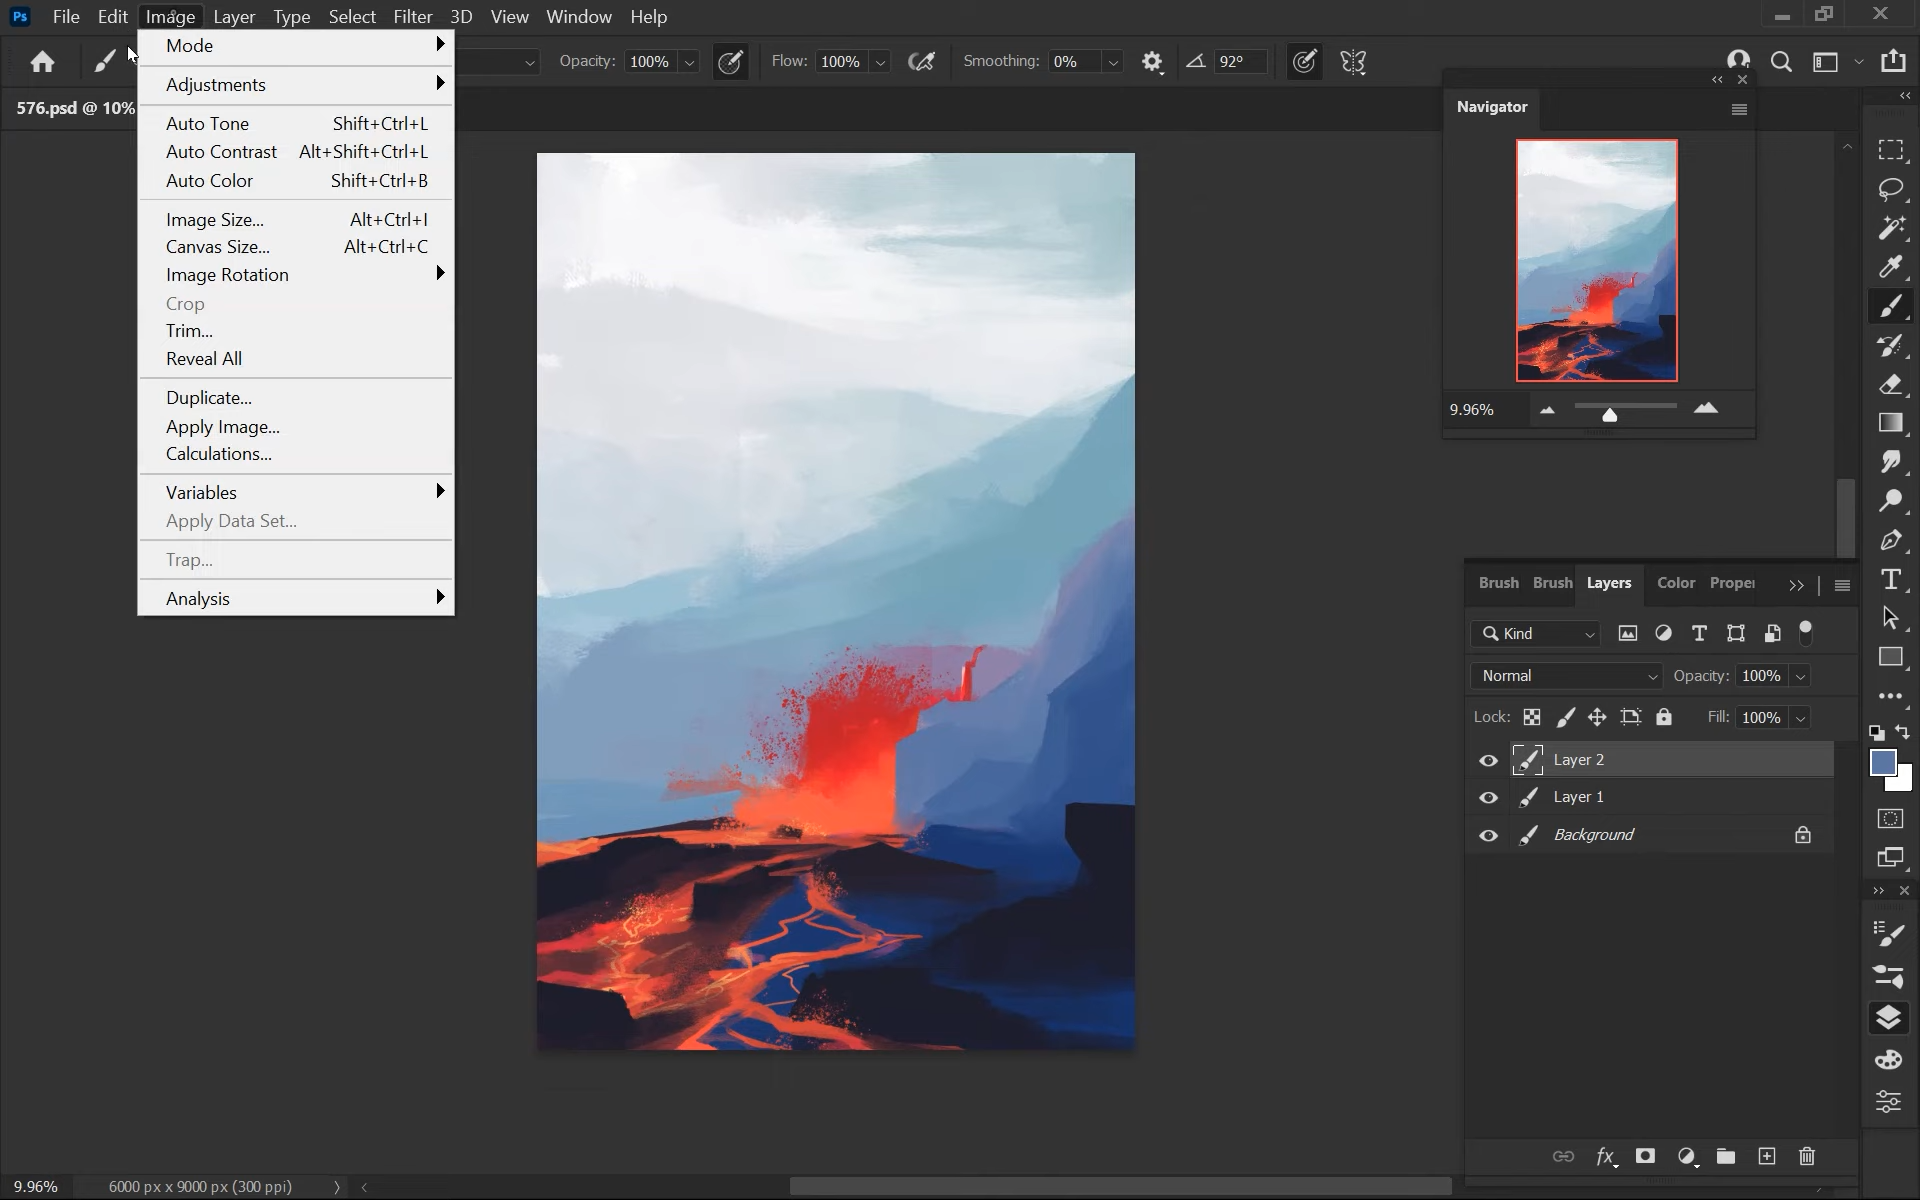 Ps File Edit Image Layer Type Select Filter 3D View Window Help
Opacity: 100% Flow: 100% Smoothing: 0% 92°
576.psd @ 10%
Mode
Adjustments
Auto Tone Shift+Ctrl+L
Auto Contrast Alt+Shift+Ctrl+L
Auto Color Shift+Ctrl+B
Image Size... Alt+Ctrl+I
Canvas Size... Alt+Ctrl+C
Image Rotation
Crop
Trim...
Reveal All
Duplicate...
Apply Image...
Calculations...
Variables
Apply Data Set...
Trap...
Analysis
Navigator
9.96%
Brush Brush Layers Color Proper
Kind
Normal Opacity: 100%
Lock: Fill: 100%
Layer 2
Layer 1
Background
fx
9.96% 6000 px x 9000 px (300 ppi)